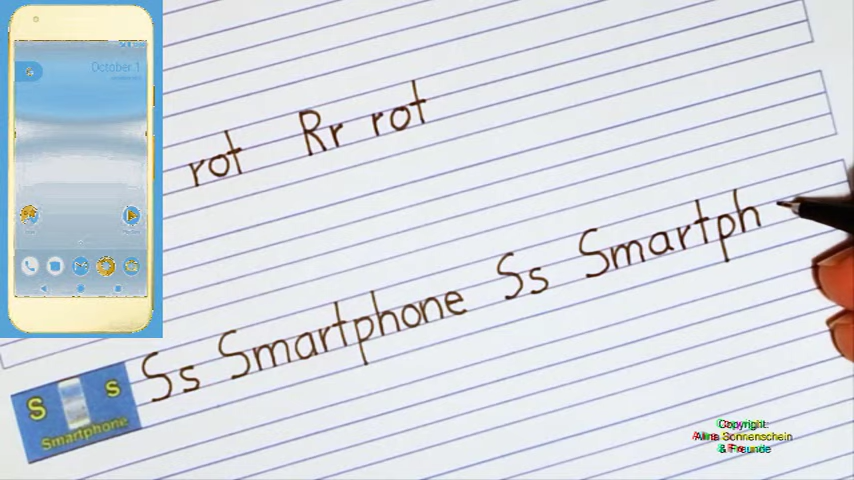 October 1
rot Rr rot
Ss Smartphone Ss Smartph
S s
Smartphone
Copyright
Alina Sonnenschein
& Freunde